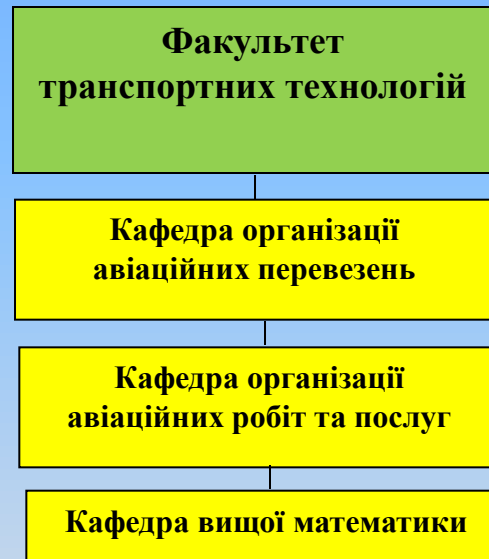 Факультет
транспортних технологій
Кафедра організації
авіаційних перевезень
Кафедра організації
авіаційних робіт та послуг
Кафедра вищої математики